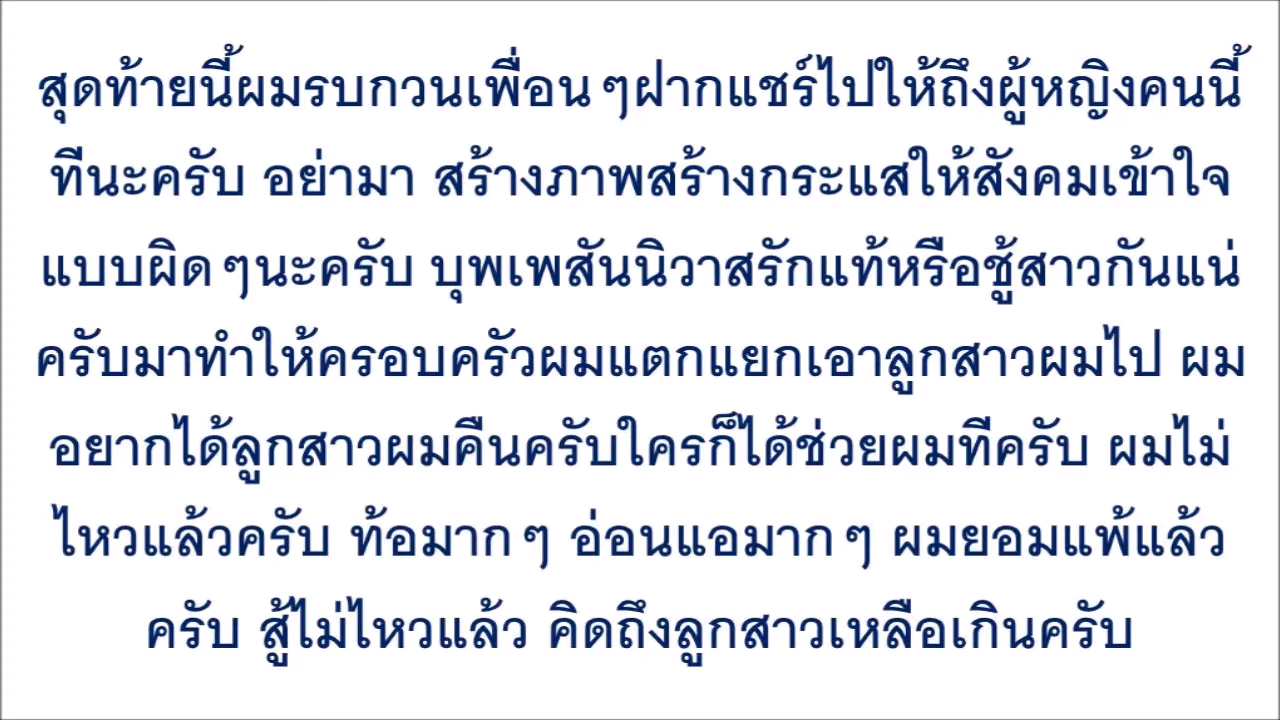 สุดท้ายนี้ผมรบกวนเพื่อนๆฝากแชร์ไปให้ถึงผู้หญิงคนนี้
ทีนะครับ อย่ามา สร้างภาพสร้างกระแสให้สังคมเข้าใจ
แบบผิดๆนะครับ บุพเพสันนิวาสรักแท้หรือชู้สาวกันแน่
ครับมาทำให้ครอบครัวผมแตกแยกเอาลูกสาวผมไป ผม
อยากได้ลูกสาวผมคืนครับใครก็ได้ช่วยผมทีครับ ผมไม่
ไหวแล้วครับ ท้อมากๆ อ่อนแอมากๆ ผมยอมแพ้แล้ว
ครับ สู้ไม่ไหวแล้ว คิดถึงลูกสาวเหลือเกินครับ